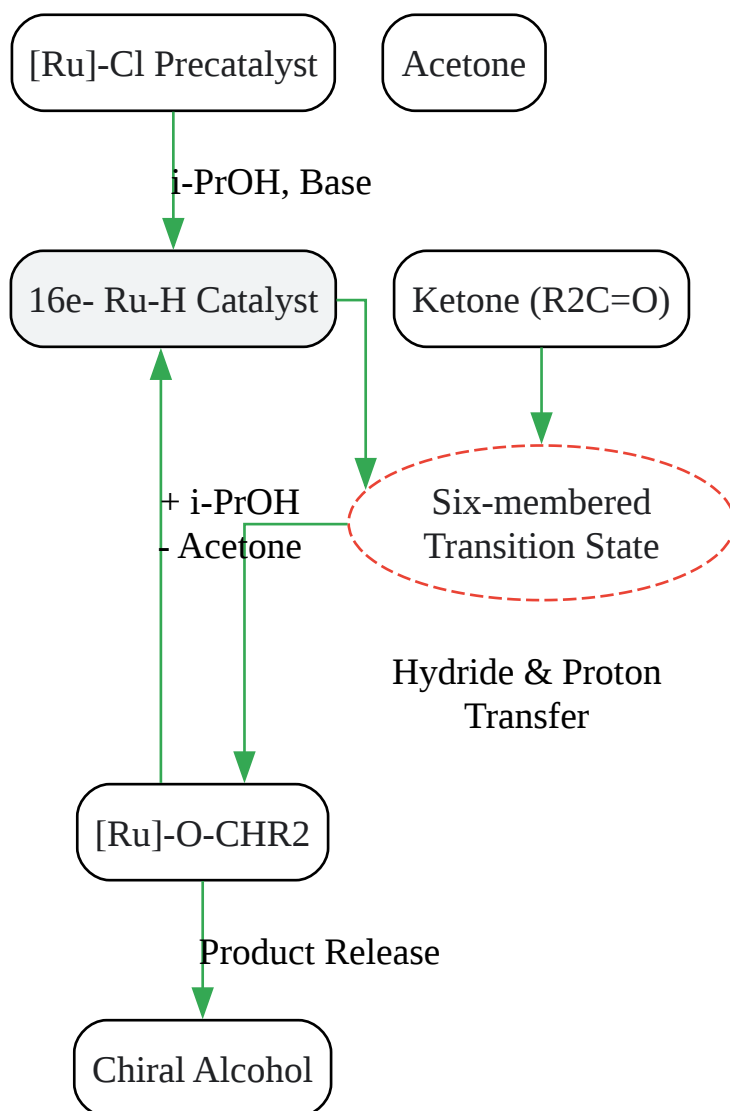 [Ru]-Cl Precatalyst
Acetone
i-PrOH, Base
16e- Ru-H Catalyst
Ketone (R2C=O)
+ i-PrOH
- Acetone
Six-membered
Transition State
Hydride & Proton
Transfer
[Ru]-O-CHR2
Product Release
Chiral Alcohol